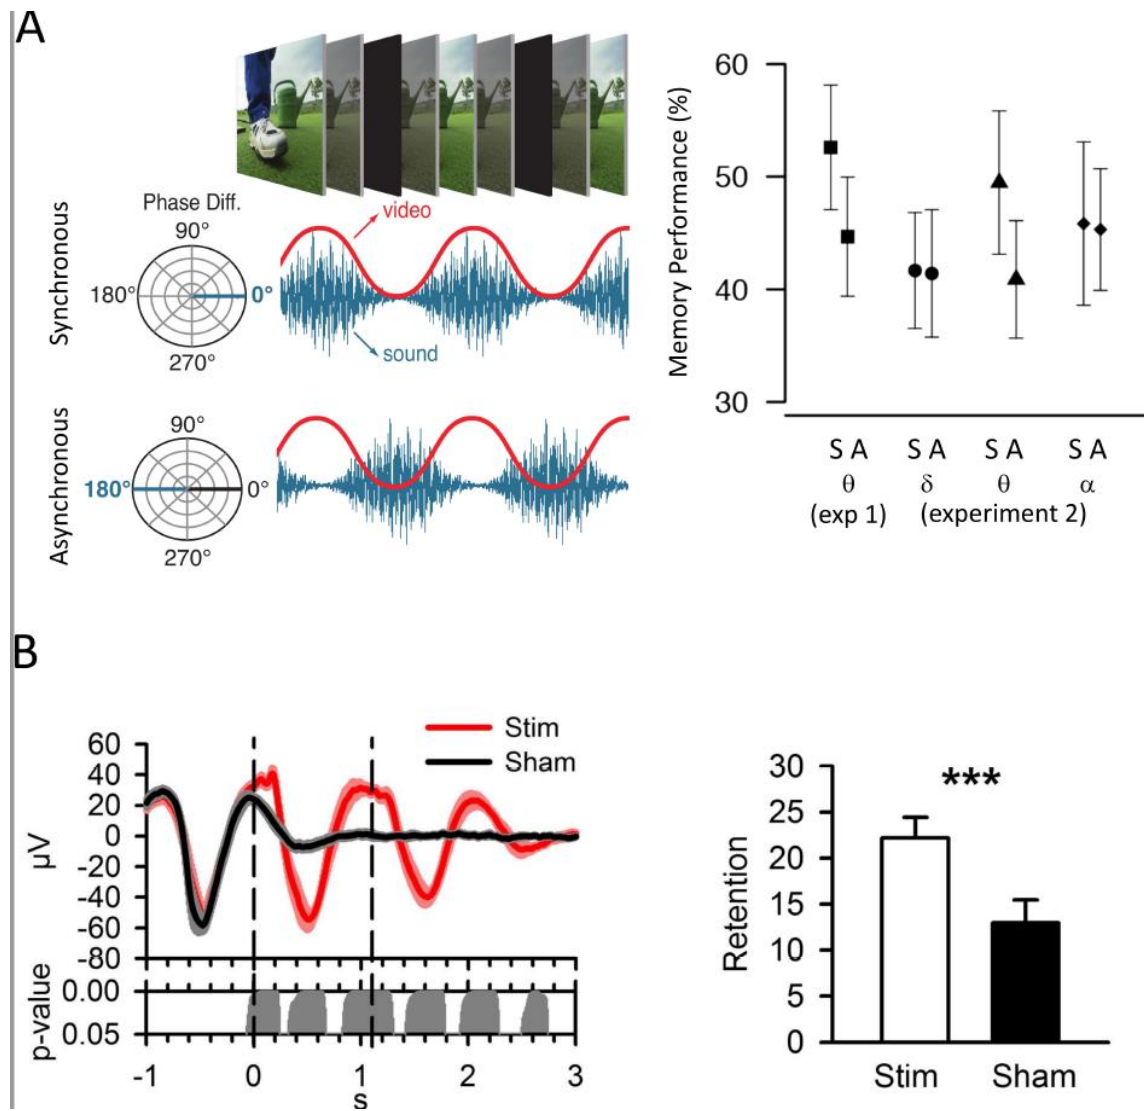 A
Synchronous
Phase Diff.
90°
180°
0°
270°
video
sound
Asynchronous
90°
180°
0°
270°
Memory Performance (%)
60
50
40
30
S A S A S A S A
θ δ θ α
(exp 1) (experiment 2)
B
Stim
Sham
µV
60
40
20
0
-20
-40
-60
-80
p-value
0.00
0.05
-1 0 1 2 3
s
Retention
30
25
20
15
10
5
0
***
Stim Sham